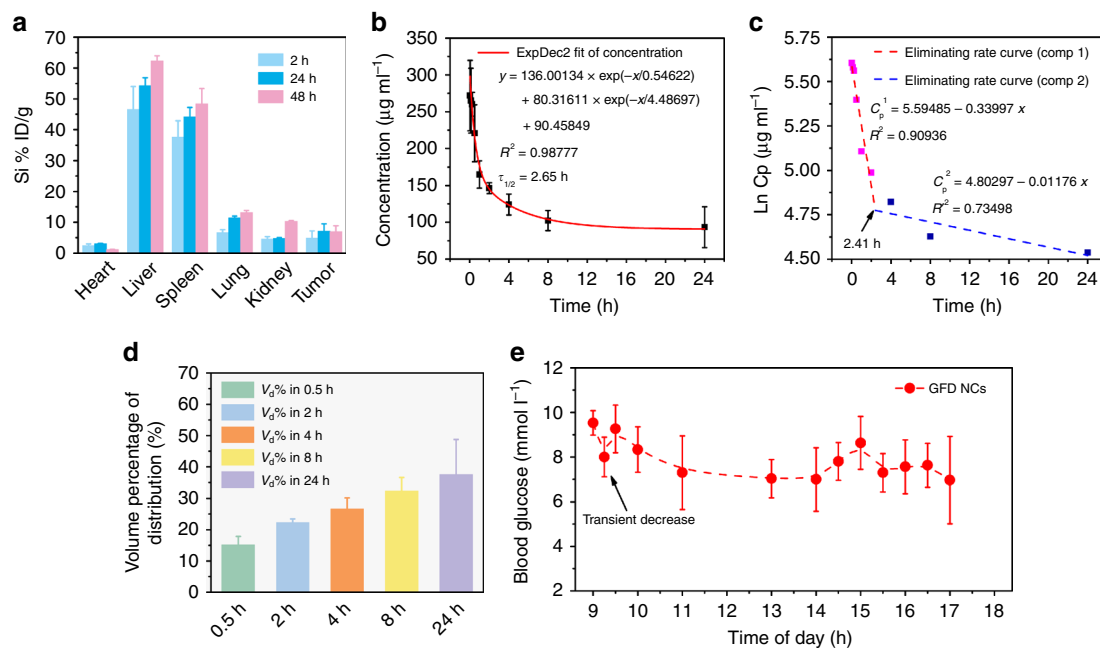 a
Si % ID/g
70
60
50
40
30
20
10
0
2 h
24 h
48 h
Heart
Liver
Spleen
Lung
Kidney
Tumor
b
Concentration (µg ml⁻¹)
350
300
250
200
150
100
50
0
ExpDec2 fit of concentration
y = 136.00134 × exp(−x/0.54622)
+ 80.31611 × exp(−x/4.48697)
+ 90.45849
R² = 0.98777
τ1/2 = 2.65 h
0 4 8 12 16 20 24
Time (h)
c
Ln Cp (µg ml⁻¹)
5.75
5.50
5.25
5.00
4.75
4.50
Eliminating rate curve (comp 1)
Eliminating rate curve (comp 2)
Cp¹ = 5.59485 − 0.33997 x
R² = 0.90936
Cp² = 4.80297 − 0.01176 x
R² = 0.73498
2.41 h
0 4 8 12 16 20 24
Time (h)
d
Volume percentage of
distribution (%)
70
60
50
40
30
20
10
0
Vd% in 0.5 h
Vd% in 2 h
Vd% in 4 h
Vd% in 8 h
Vd% in 24 h
0.5 h
2 h
4 h
8 h
24 h
e
Blood glucose (mmol l⁻¹)
12
10
8
6
4
2
GFD NCs
Transient decrease
9 10 11 12 13 14 15 16 17 18
Time of day (h)